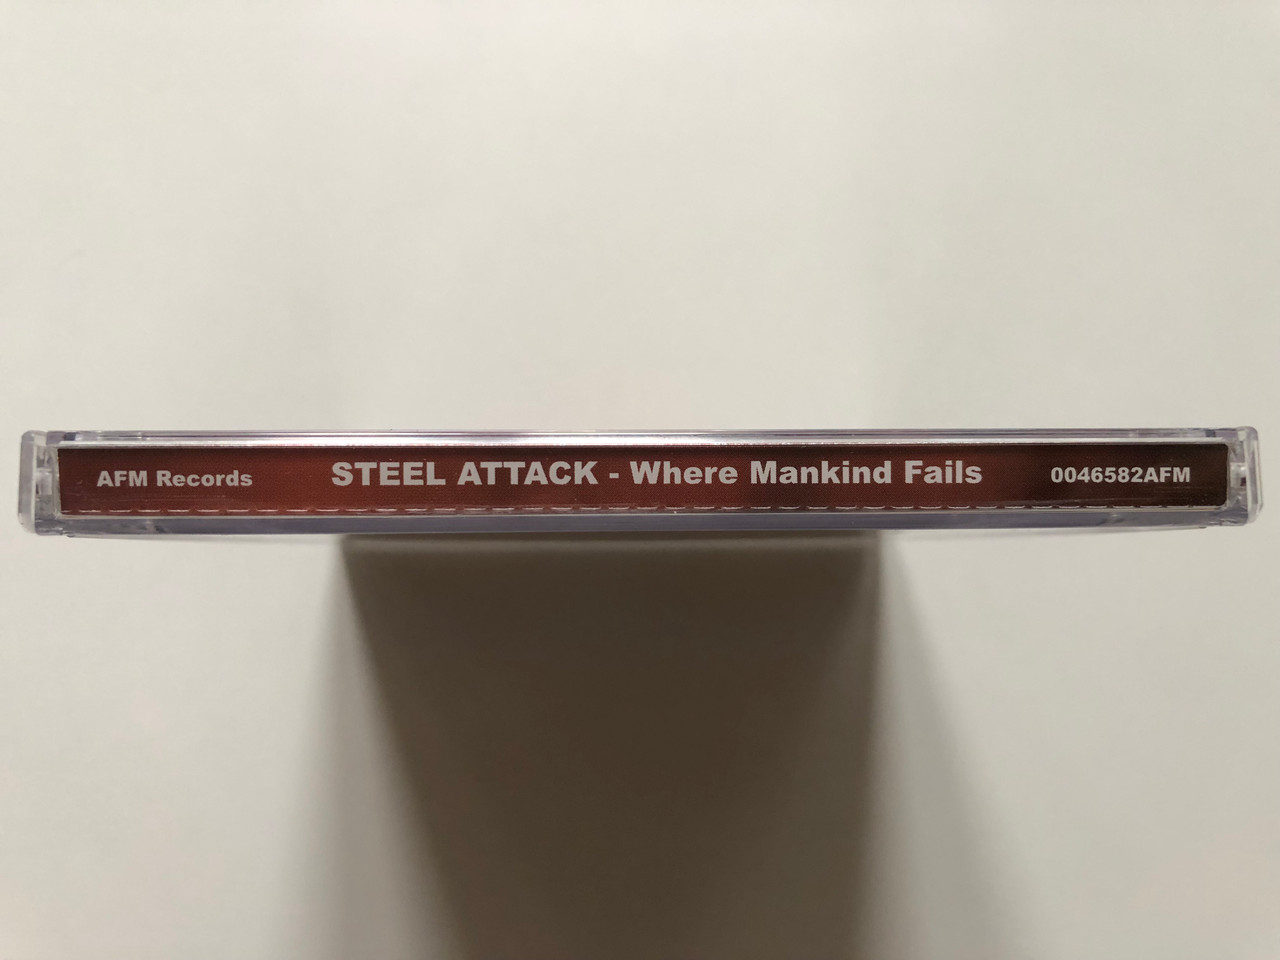 AFM Records STEEL ATTACK - Where Mankind Fails 0046582AFM